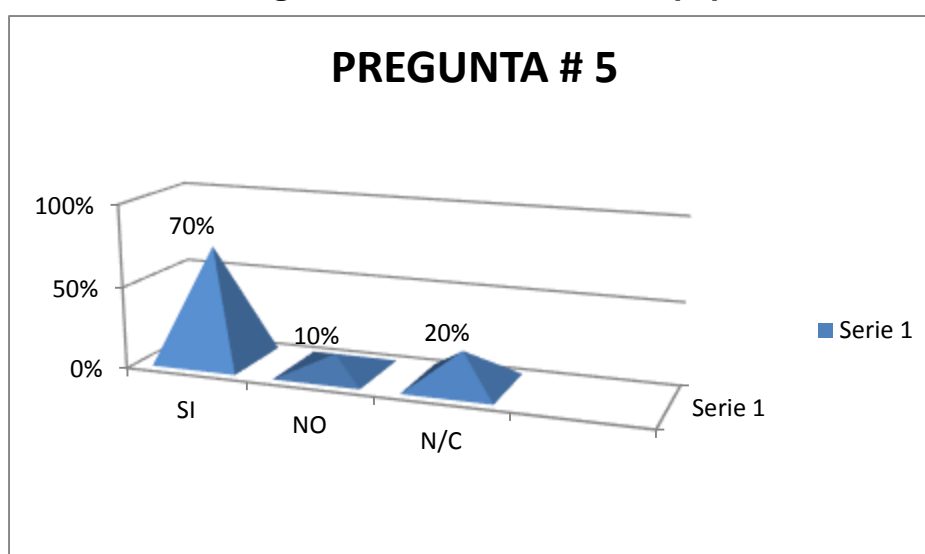 PREGUNTA # 5
100%
70%
50%
10%
20%
0%
Serie 1
Serie 1
SI
NO
N/C